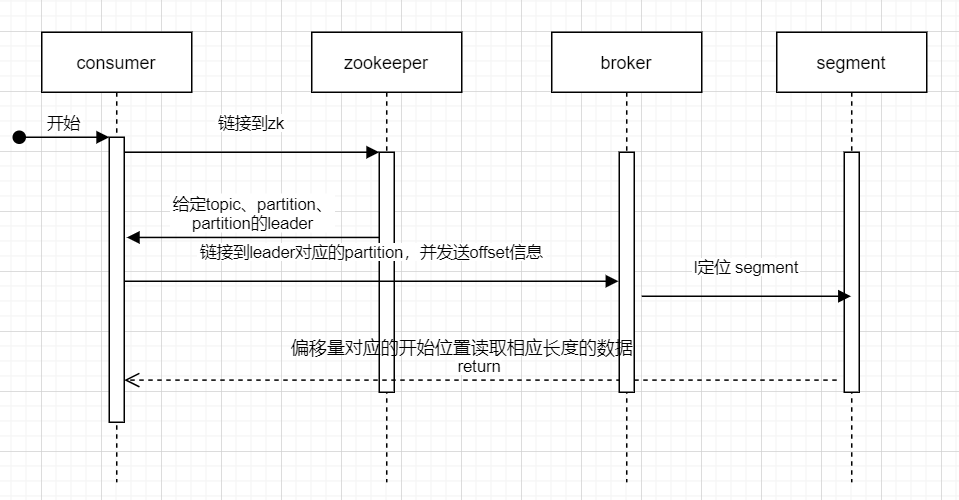 consumer
zookeeper
broker
segment
开始
链接到zk
给定topic、partition、
partition的leader
链接到leader对应的partition，并发送offset信息
l定位 segment
偏移量对应的开始位置读取相应长度的数据
return